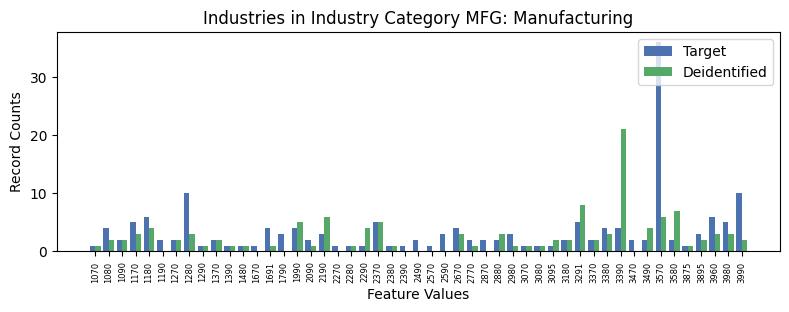 Industries in Industry Category MFG: Manufacturing
Target
Deidentified
Record Counts
30
20
10
0
1070 1080 1090 1170 1180 1190 1270 1280 1290 1370 1390 1480 1670 1691 1790 1990 2090 2190 2270 2280 2290 2370 2380 2390 2490 2570 2590 2670 2770 2870 2880 2980 3070 3080 3095 3180 3291 3370 3380 3390 3470 3490 3570 3580 3875 3895 3960 3980 3990
Feature Values